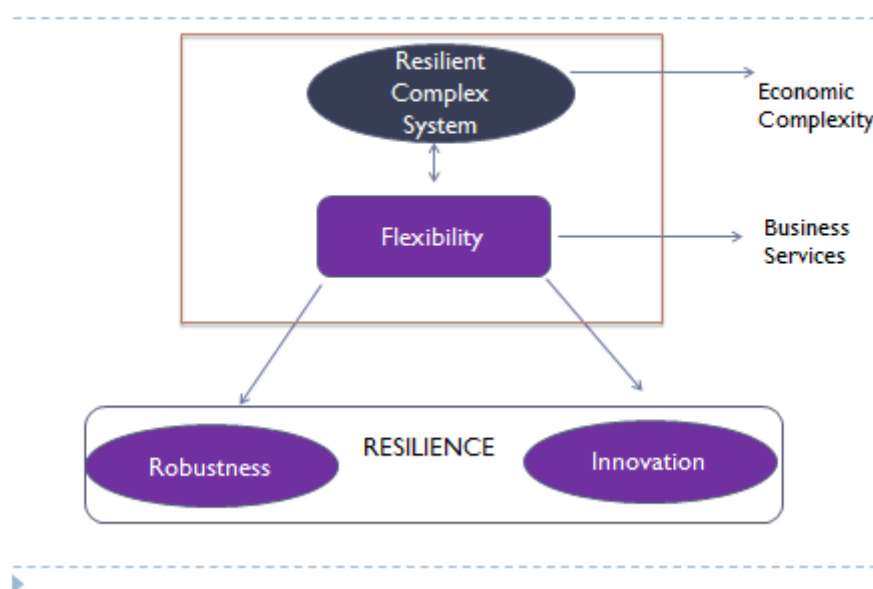 Resilient
Complex
System
Economic
Complexity
Flexibility
Business
Services
RESILIENCE
Robustness
Innovation